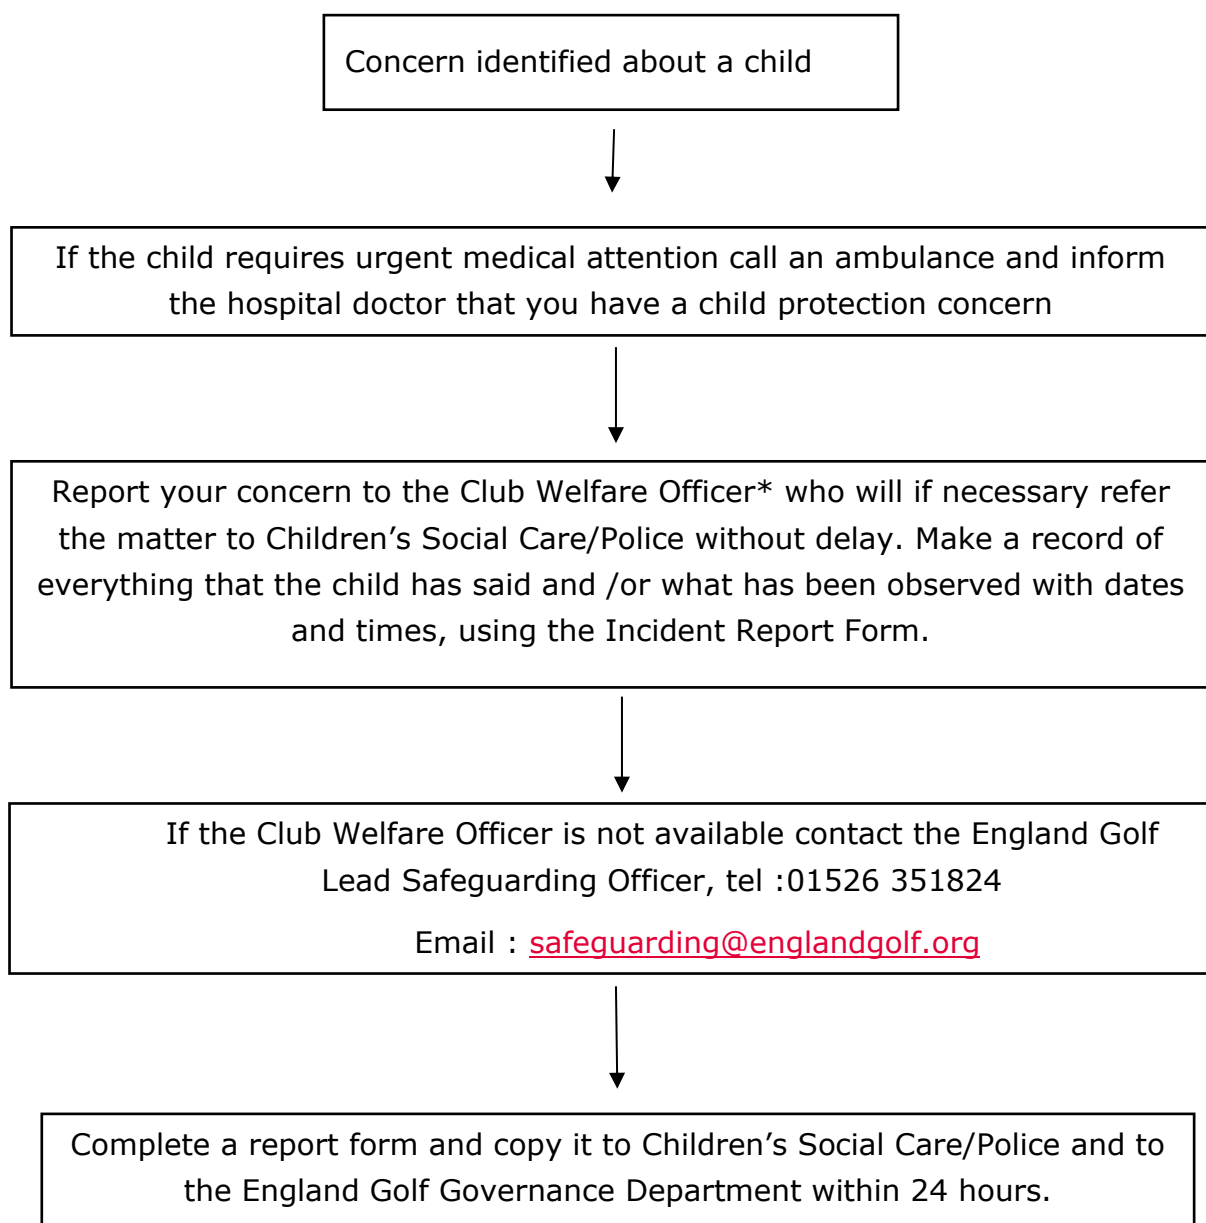 Concern identified about a child
If the child requires urgent medical attention call an ambulance and inform
the hospital doctor that you have a child protection concern
Report your concern to the Club Welfare Officer* who will if necessary refer
the matter to Children’s Social Care/Police without delay. Make a record of
everything that the child has said and /or what has been observed with dates
and times, using the Incident Report Form.
If the Club Welfare Officer is not available contact the England Golf
Lead Safeguarding Officer, tel :01526 351824
Email : safeguarding@englandgolf.org
Complete a report form and copy it to Children’s Social Care/Police and to
the England Golf Governance Department within 24 hours.